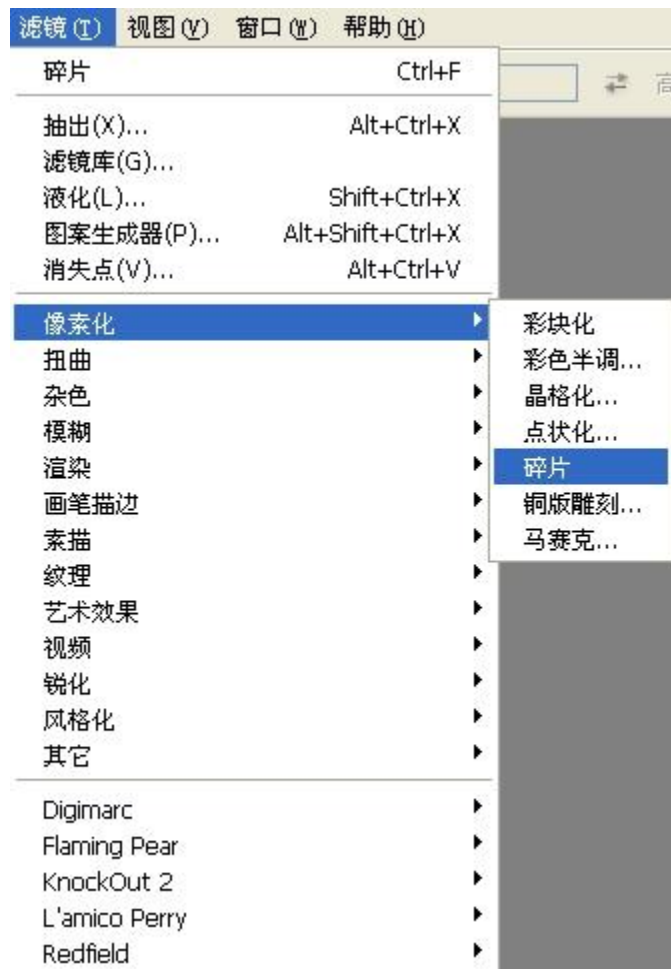 滤镜(T) 视图(V) 窗口(W) 帮助(H)
碎片 Ctrl+F
抽出(X)... Alt+Ctrl+X
滤镜库(G)...
液化(L)... Shift+Ctrl+X
图案生成器(P)... Alt+Shift+Ctrl+X
消失点(V)... Alt+Ctrl+V
像素化
扭曲
杂色
模糊
渲染
画笔描边
素描
纹理
艺术效果
视频
锐化
风格化
其它
Digimarc
Flaming Pear
KnockOut 2
L'amico Perry
Redfield
彩块化
彩色半调...
晶格化...
点状化...
碎片
铜版雕刻...
马赛克...